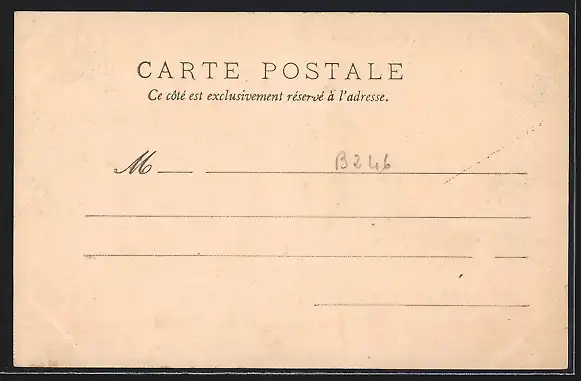 CARTE POSTALE
Ce côté est exclusivement réservé à l'adresse.
M
B246